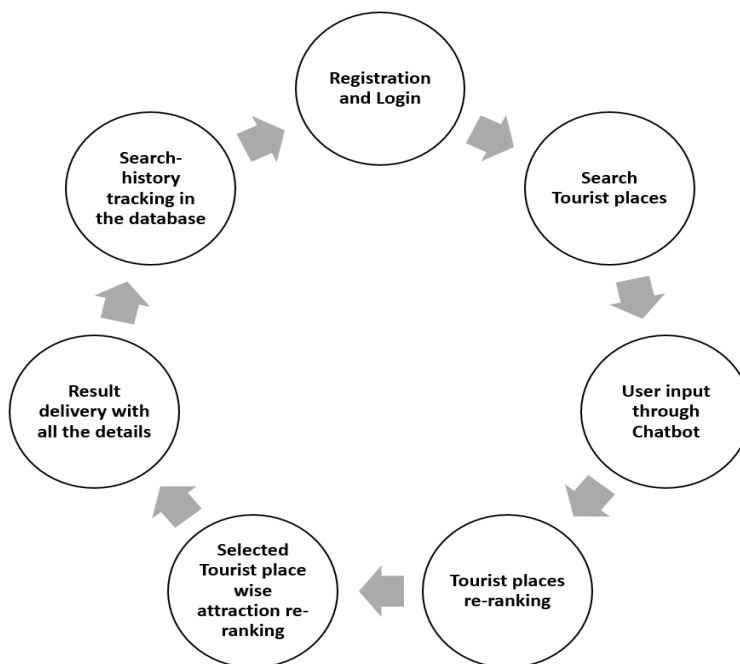 Registration
and Login
Search
Tourist places
User input
through
Chatbot
Tourist places
re-ranking
Selected
Tourist place
wise
attraction re-
ranking
Result
delivery with
all the details
Search-
history
tracking in
the database